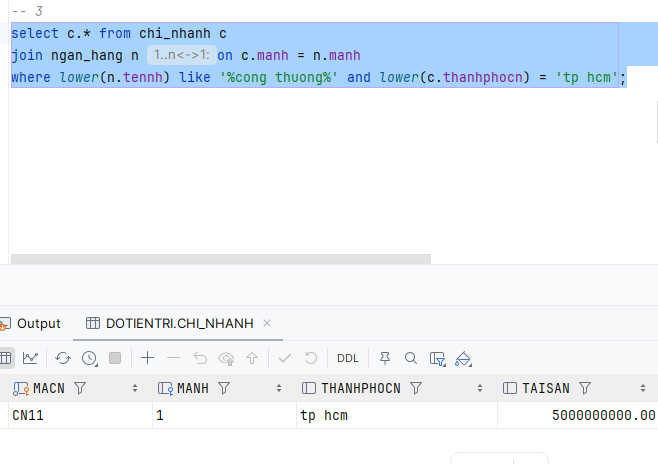 -- 3
select c.* from chi_nhanh c
join ngan_hang n 1..n<->1: on c.manh = n.manh
where lower(n.tennh) like '%cong thuong%' and lower(c.thanhphocn) = 'tp hcm';
Output DOTIENTRI.CHI_NHANH ×
DDL
MACN MANH THANHPHOCN TAISAN
CN11 1 tp hcm 5000000000.00